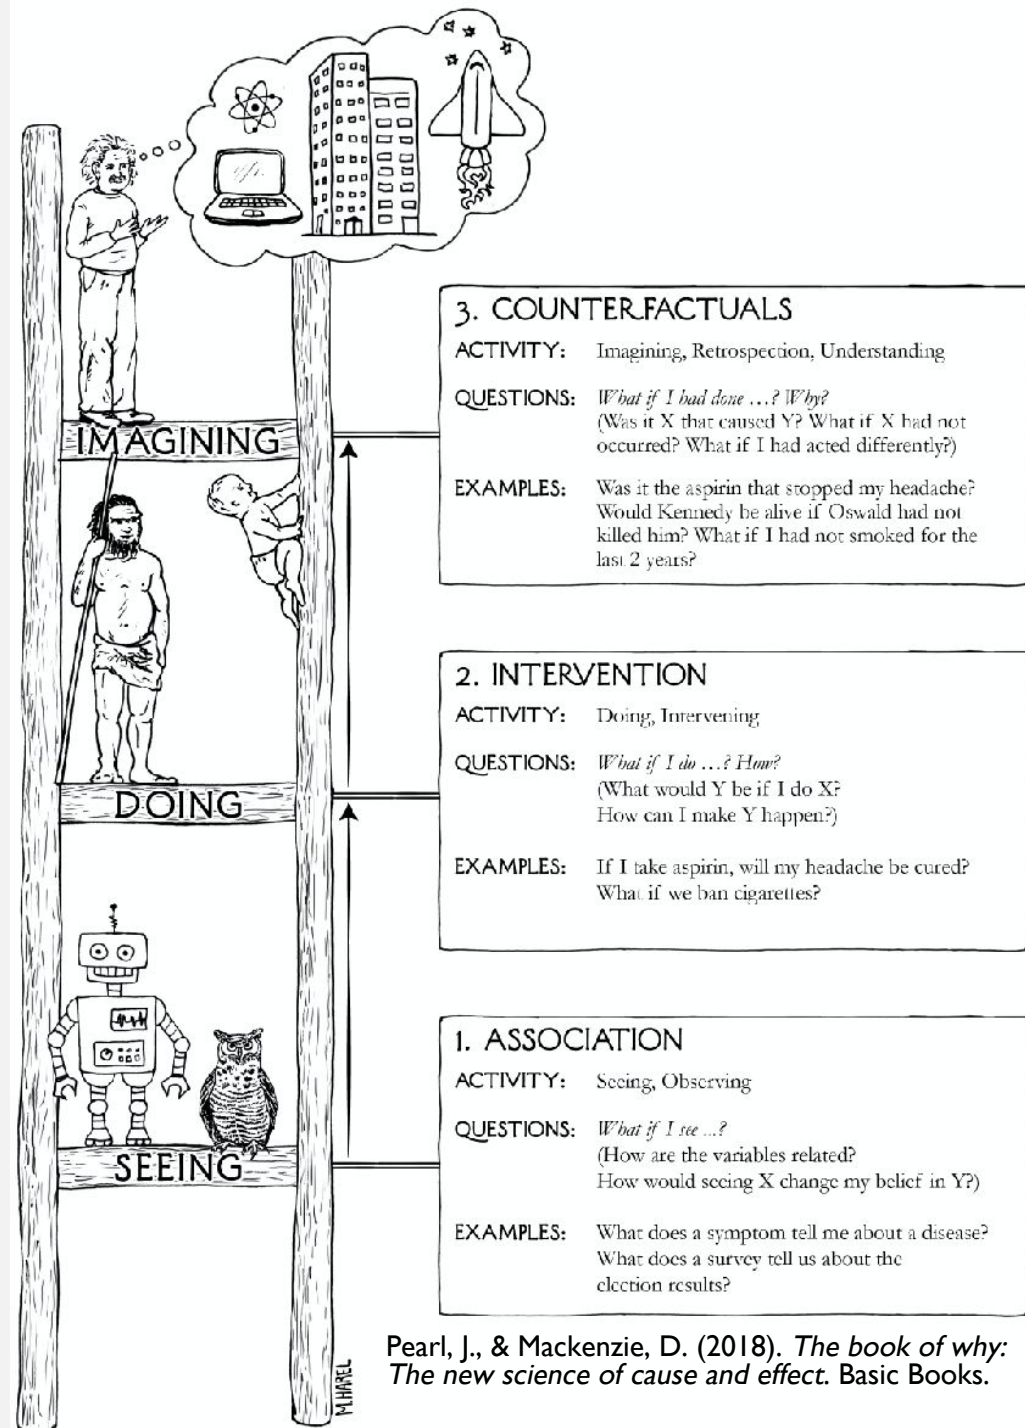 3. COUNTERFACTUALS
ACTIVITY: Imagining, Retrospection, Understanding
QUESTIONS: What if I had done ...? Why?
(Was it X that caused Y? What if X had not
occurred? What if I had acted differently?)
EXAMPLES: Was it the aspirin that stopped my headache?
Would Kennedy be alive if Oswald had not
killed him? What if I had not smoked for the
last 2 years?
IMAGINING
2. INTERVENTION
ACTIVITY: Doing, Intervening
QUESTIONS: What if I do ...? How?
(What would Y be if I do X?
How can I make Y happen?)
EXAMPLES: If I take aspirin, will my headache be cured?
What if we ban cigarettes?
DOING
1. ASSOCIATION
ACTIVITY: Seeing, Observing
QUESTIONS: What if I see ...?
(How are the variables related?
How would seeing X change my belief in Y?)
EXAMPLES: What does a symptom tell me about a disease?
What does a survey tell us about the
election results?
SEEING
M.HAREL
Pearl, J., & Mackenzie, D. (2018). The book of why:
The new science of cause and effect. Basic Books.